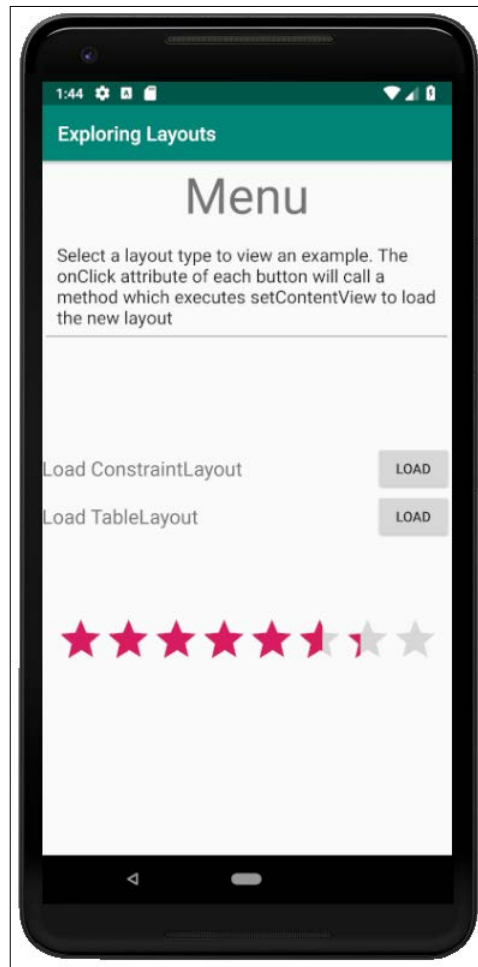 1:44
Exploring Layouts
Menu
Select a layout type to view an example. The
onClick attribute of each button will call a
method which executes setContentView to load
the new layout
Load ConstraintLayout LOAD
Load TableLayout LOAD